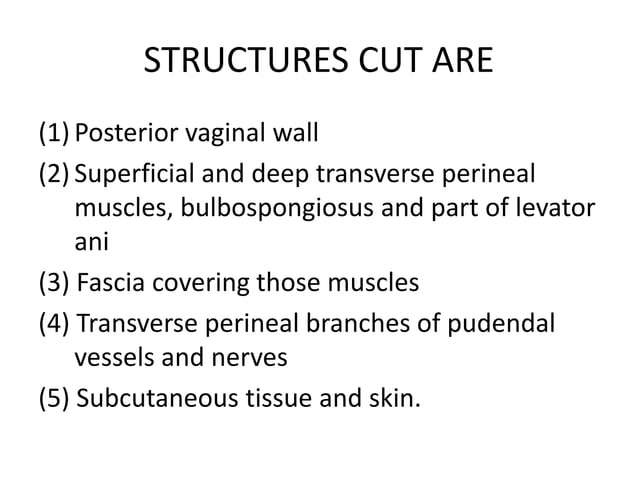 STRUCTURES CUT ARE
(1) Posterior vaginal wall
(2) Superficial and deep transverse perineal
muscles, bulbospongiosus and part of levator
ani
(3) Fascia covering those muscles
(4) Transverse perineal branches of pudendal
vessels and nerves
(5) Subcutaneous tissue and skin.